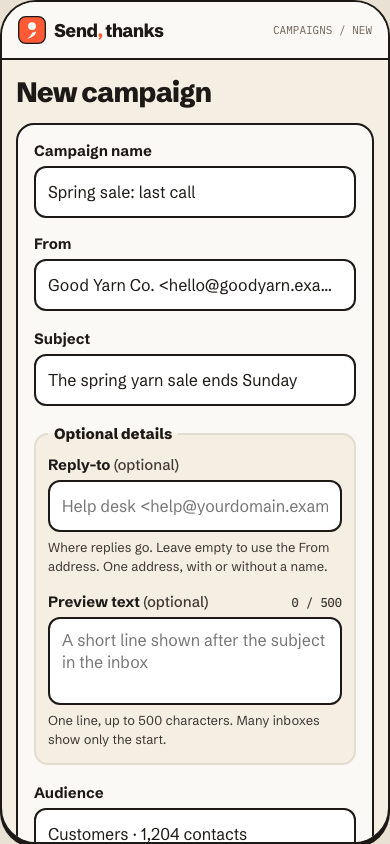 Send,thanks
CAMPAIGNS / NEW
New campaign
Campaign name
Spring sale: last call
From
Good Yarn Co. <hello@goodyarn.exa…
Subject
The spring yarn sale ends Sunday
Optional details
Reply-to (optional)
Help desk <help@yourdomain.exam
Where replies go. Leave empty to use the From
address. One address, with or without a name.
Preview text (optional)
0 / 500
A short line shown after the subject
in the inbox
One line, up to 500 characters. Many inboxes
show only the start.
Audience
Customers · 1,204 contacts